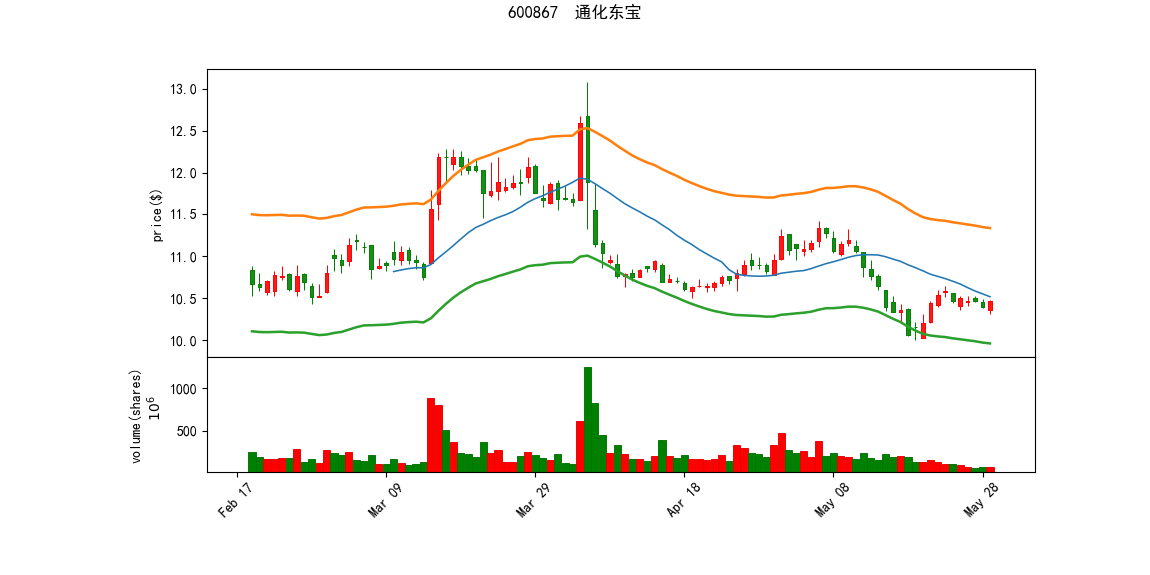 600867 通化东宝
price($)
13.0
12.5
12.0
11.5
11.0
10.5
10.0
volume(shares)
10^6
1000
500
Feb 17
Mar 09
Mar 29
Apr 18
May 08
May 28